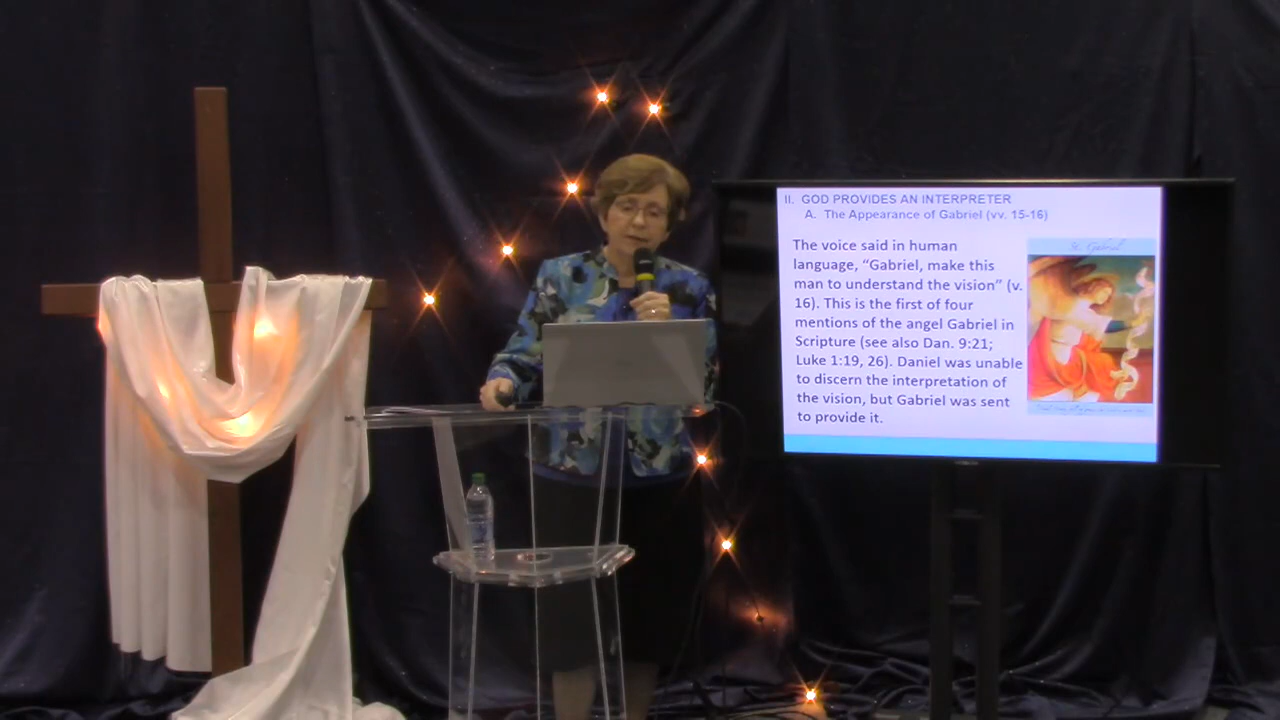 II. GOD PROVIDES AN INTERPRETER
A. The Appearance of Gabriel (vv. 15-16)
The voice said in human
language, “Gabriel, make this
man to understand the vision” (v.
16). This is the first of four
mentions of the angel Gabriel in
Scripture (see also Dan. 9:21;
Luke 1:19, 26). Daniel was unable
to discern the interpretation of
the vision, but Gabriel was sent
to provide it.
St. Gabriel